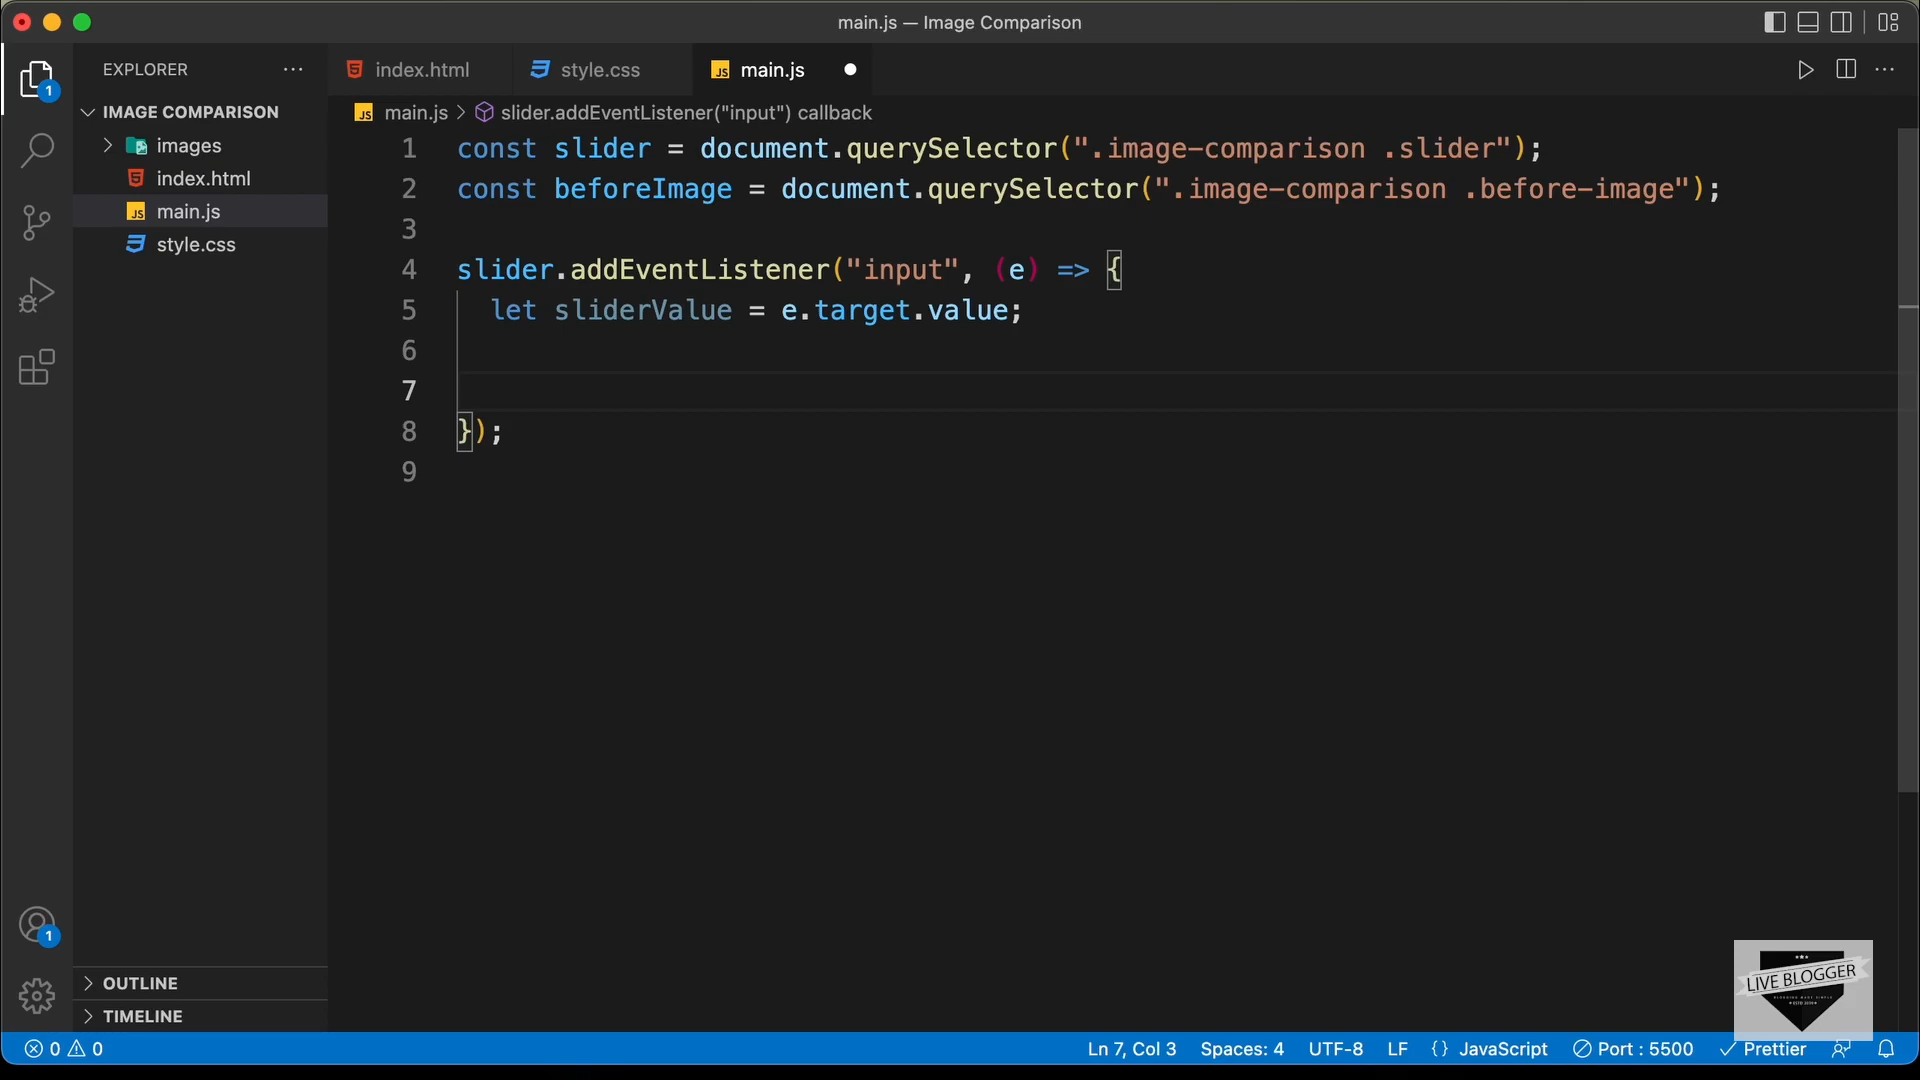 main.js — Image Comparison
EXPLORER
index.html
style.css
main.js
1
IMAGE COMPARISON
main.js > slider.addEventListener("input") callback
images
index.html
main.js
style.css
1 const slider = document.querySelector(".image-comparison .slider");
2 const beforeImage = document.querySelector(".image-comparison .before-image");
3
4 slider.addEventListener("input", (e) => {
5 let sliderValue = e.target.value;
6
7
8 });
9
1
OUTLINE
TIMELINE
LIVE BLOGGER
0 0
Ln 7, Col 3 Spaces: 4 UTF-8 LF {} JavaScript Port : 5500 Prettier